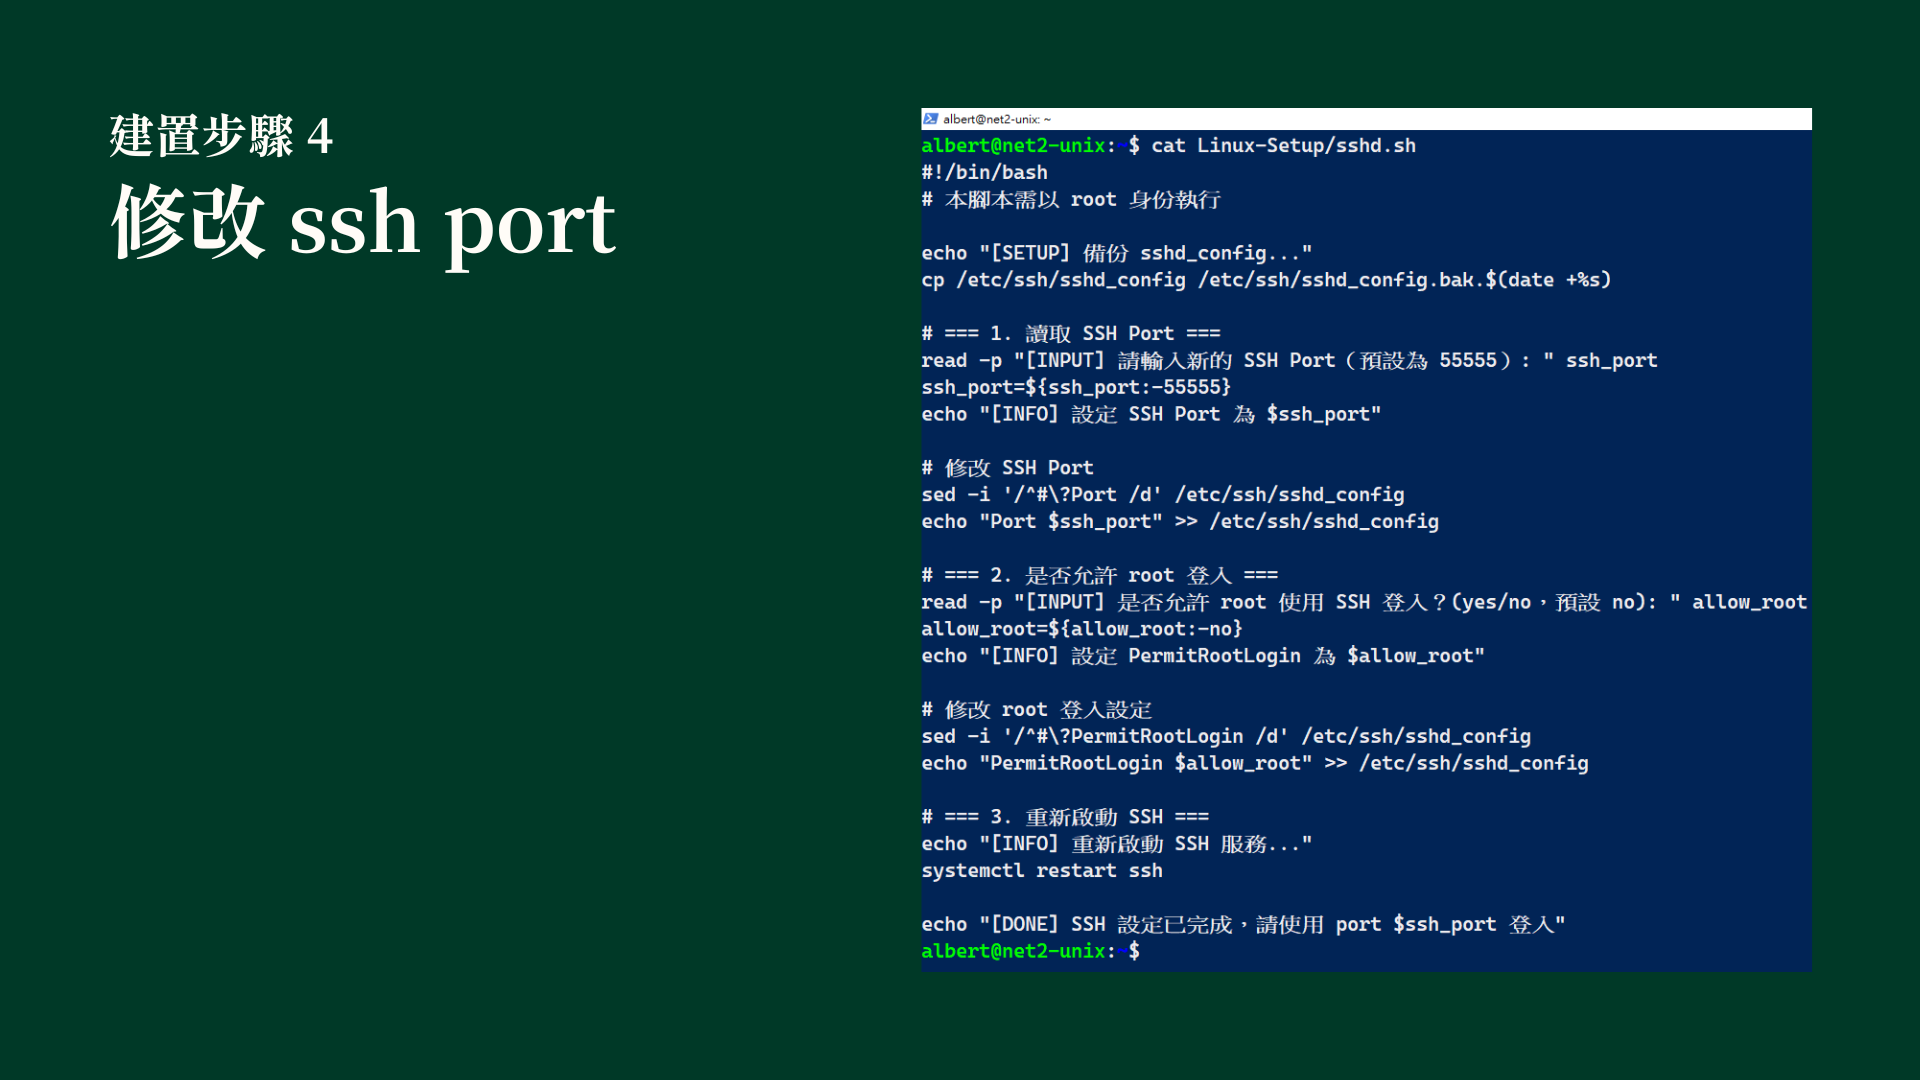 建置步驟 4
修改 ssh port
albert@net2-unix: ~
albert@net2-unix:~$ cat Linux-Setup/sshd.sh
#!/bin/bash
# 本腳本需以 root 身份執行
echo "[SETUP] 備份 sshd_config..."
cp /etc/ssh/sshd_config /etc/ssh/sshd_config.bak.$(date +%s)
# === 1. 讀取 SSH Port ===
read -p "[INPUT] 請輸入新的 SSH Port（預設為 55555）: " ssh_port
ssh_port=${ssh_port:-55555}
echo "[INFO] 設定 SSH Port 為 $ssh_port"
# 修改 SSH Port
sed -i '/^#\?Port /d' /etc/ssh/sshd_config
echo "Port $ssh_port" >> /etc/ssh/sshd_config
# === 2. 是否允許 root 登入 ===
read -p "[INPUT] 是否允許 root 使用 SSH 登入？(yes/no，預設 no): " allow_root
allow_root=${allow_root:-no}
echo "[INFO] 設定 PermitRootLogin 為 $allow_root"
# 修改 root 登入設定
sed -i '/^#\?PermitRootLogin /d' /etc/ssh/sshd_config
echo "PermitRootLogin $allow_root" >> /etc/ssh/sshd_config
# === 3. 重新啟動 SSH ===
echo "[INFO] 重新啟動 SSH 服務..."
systemctl restart ssh
echo "[DONE] SSH 設定已完成，請使用 port $ssh_port 登入"
albert@net2-unix:~$